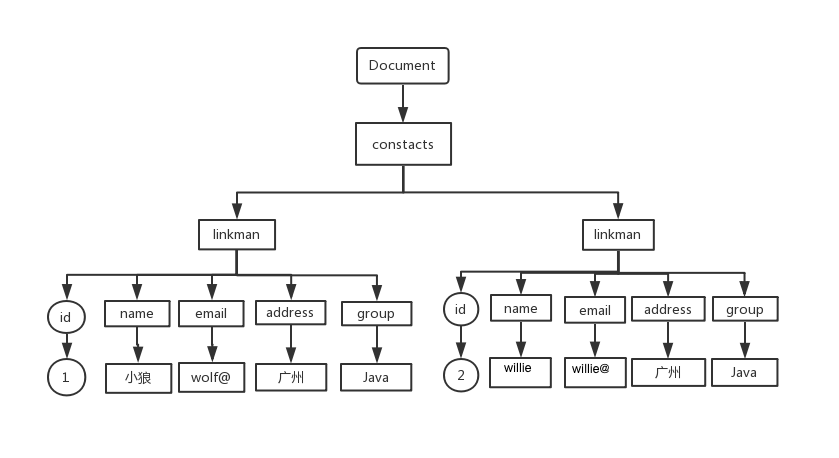 Document
constacts
linkman
linkman
id
name
email
address
group
id
name
email
address
group
1
小狼
wolf@
广州
Java
2
willie
willie@
广州
Java